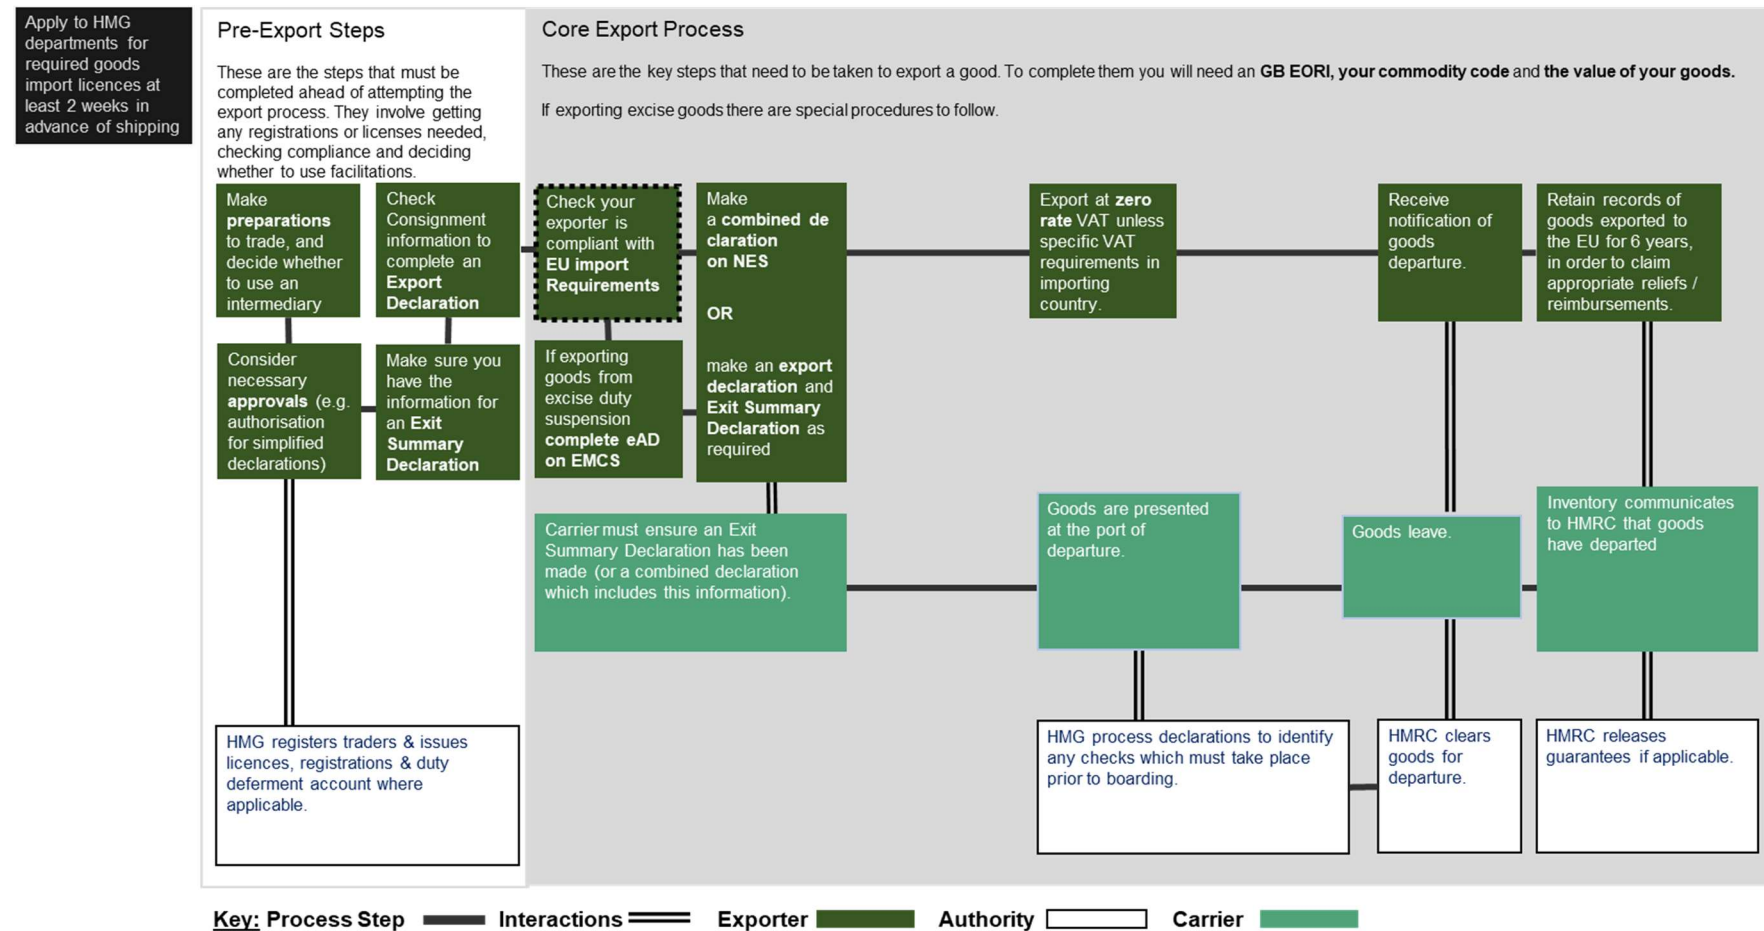 Apply to HMG
departments for
required goods
import licences at
least 2 weeks in
advance of shipping
Pre-Export Steps
These are the steps that must be
completed ahead of attempting the
export process. They involve getting
any registrations or licenses needed,
checking compliance and deciding
whether to use facilitations.
Core Export Process
These are the key steps that need to be taken to export a good. To complete them you will need an GB EORI, your commodity code and the value of your goods.
If exporting excise goods there are special procedures to follow.
Make
preparations
to trade, and
decide whether
to use an
intermediary
Check
Consignment
information to
complete an
Export
Declaration
Check your
exporter is
compliant with
EU import
Requirements
Make
a combined de
claration
on NES
OR
make an export
declaration and
Exit Summary
Declaration as
required
Export at zero
rate VAT unless
specific VAT
requirements in
importing
country.
Receive
notification of
goods
departure.
Retain records of
goods exported to
the EU for 6 years,
in order to claim
appropriate reliefs /
reimbursements.
Consider
necessary
approvals (e.g.
authorisation
for simplified
declarations)
Make sure you
have the
information for
an Exit
Summary
Declaration
If exporting
goods from
excise duty
suspension
complete eAD
on EMCS
Carrier must ensure an Exit
Summary Declaration has been
made (or a combined declaration
which includes this information).
Goods are presented
at the port of
departure.
Goods leave.
Inventory communicates
to HMRC that goods
have departed
HMG registers traders & issues
licences, registrations & duty
deferment account where
applicable.
HMG process declarations to identify
any checks which must take place
prior to boarding.
HMRC clears
goods for
departure.
HMRC releases
guarantees if applicable.
Key: Process Step Interactions Exporter Authority Carrier